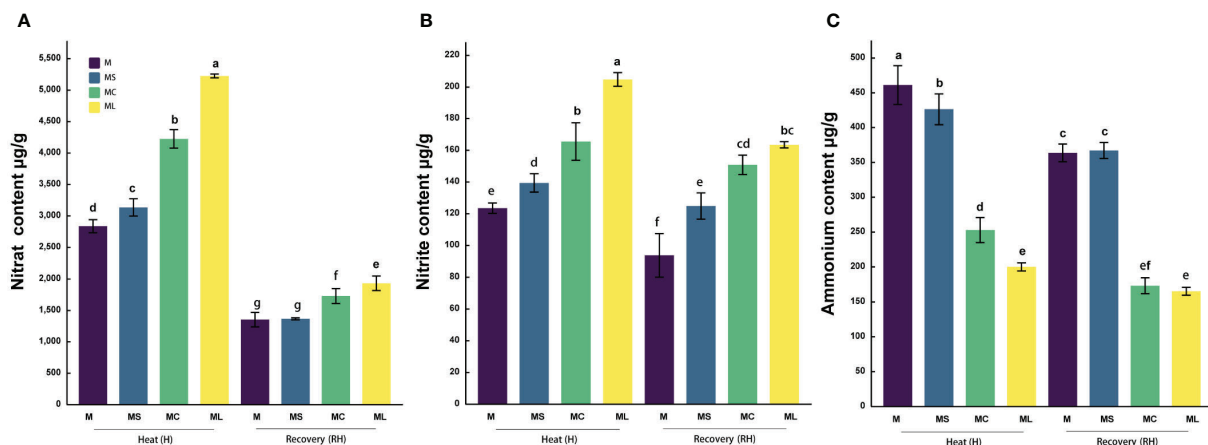 A
Nitrat content µg/g
5,500
5,000
4,500
4,000
3,500
3,000
2,500
2,000
1,500
1,000
500
0
M
MS
MC
ML
d
c
b
a
g
g
f
e
M MS MC ML M MS MC ML
Heat (H) Recovery (RH)
B
Nitrite content µg/g
220
200
180
160
140
120
100
80
60
40
20
0
e
d
b
a
f
e
cd
bc
M MS MC ML M MS MC ML
Heat (H) Recovery (RH)
C
Ammonium content µg/g
500
450
400
350
300
250
200
150
100
50
0
a
b
d
e
c
c
ef
e
M MS MC ML M MS MC ML
Heat (H) Recovery (RH)